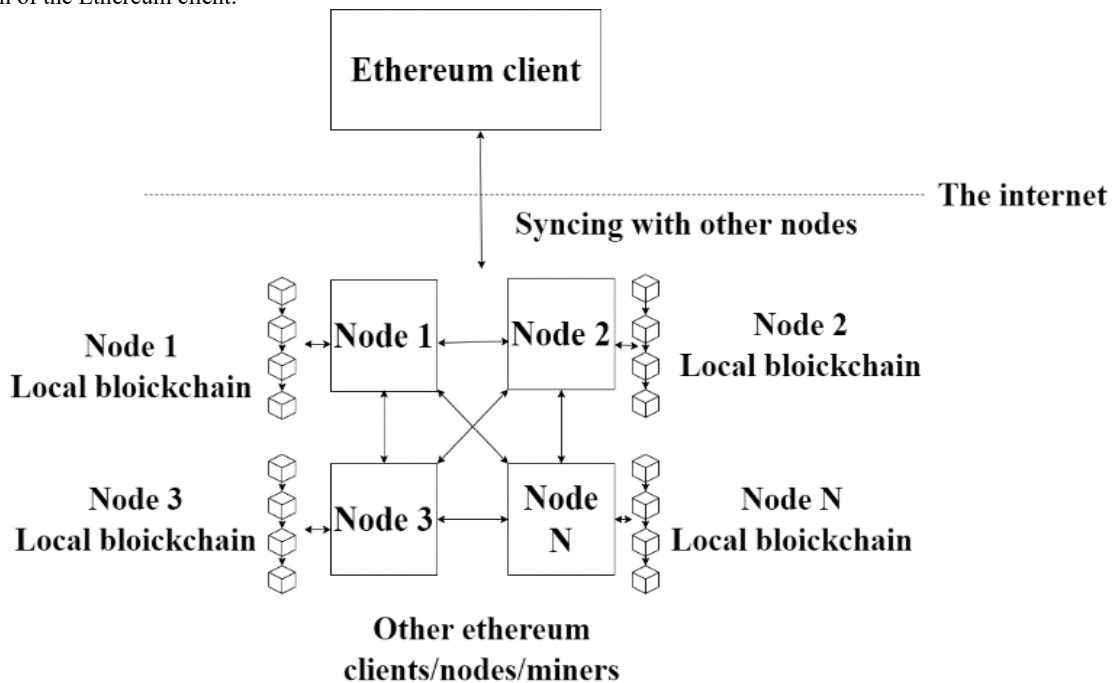 of the Ethereum client.
Ethereum client
The internet
Syncing with other nodes
Node 1
Local bloickchain
Node 1
Node 2
Node 2
Local bloickchain
Node 3
Local bloickchain
Node 3
Node
N
Node N
Local bloickchain
Other ethereum
clients/nodes/miners